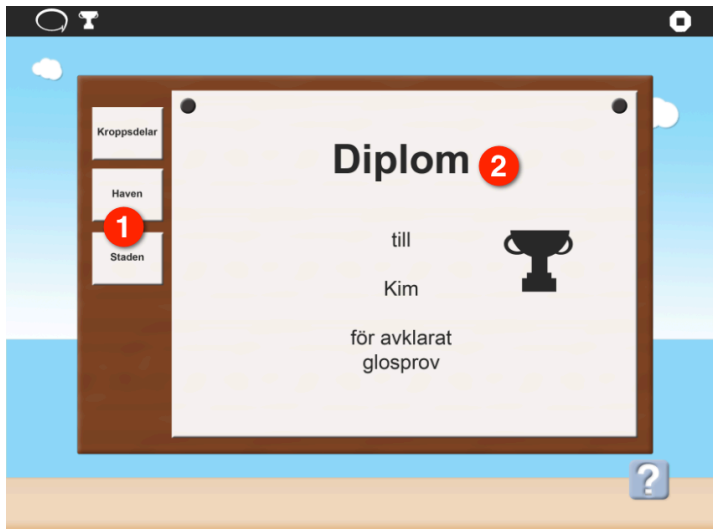 Kroppsdelar
Haven
1
Staden
Diplom 2
till
Kim
för avklarat
glosprov
?